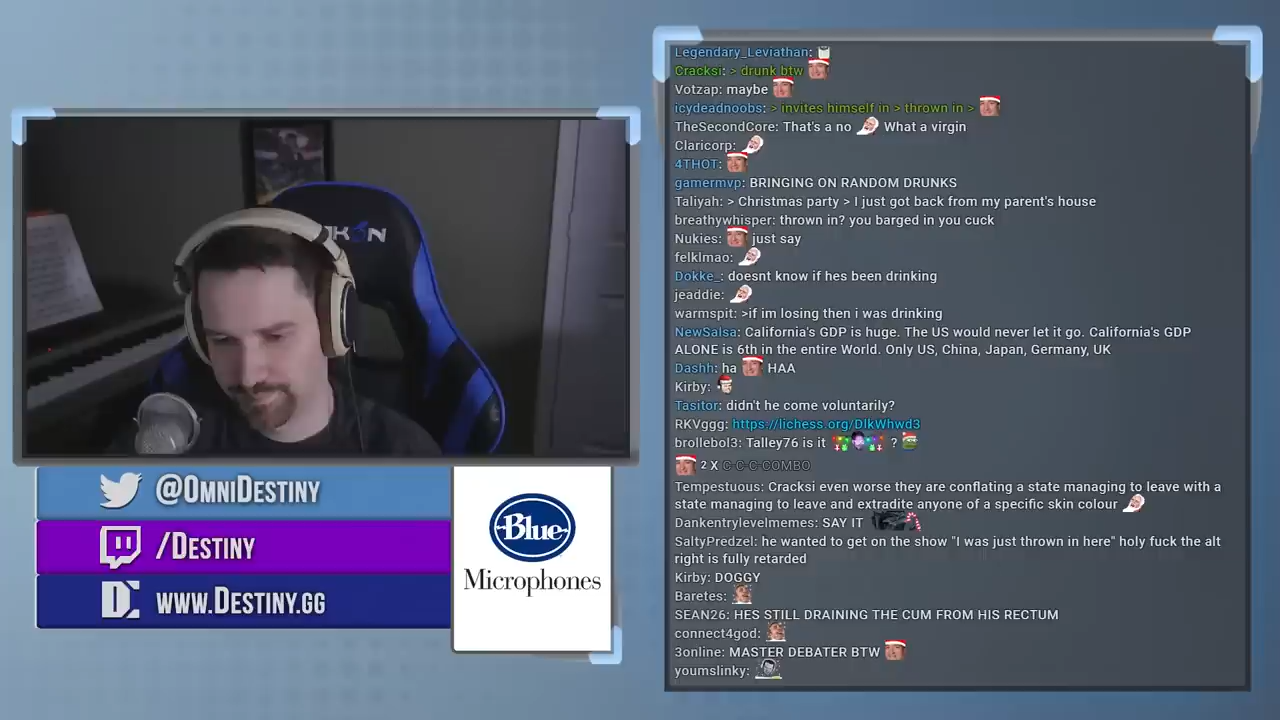 Legendary_Leviathan:
Cracksi: > drunk btw
Votzap: maybe
icydeadnoobs: > invites himself in > thrown in >
TheSecondCore: That's a no What a virgin
Claricorp:
4THOT:
gamermvp: BRINGING ON RANDOM DRUNKS
Taliyah: > Christmas party > I just got back from my parent's house
breathywhisper: thrown in? you barged in you cuck
Nukies: just say
felklmao:
Dokke_: doesnt know if hes been drinking
jeaddie:
warmspit: >if im losing then i was drinking
NewSalsa: California's GDP is huge. The US would never let it go. California's GDP
ALONE is 6th in the entire World. Only US, China, Japan, Germany, UK
Dashh: ha HAA
Kirby:
Tasitor: didn't he come voluntarily?
RKVggg: https://lichess.org/DIkWhwd3
brollebol3: Talley76 is it ?
2 X C-C-C-COMBO
Tempestuous: Cracksi even worse they are conflating a state managing to leave with a
state managing to leave and extradite anyone of a specific skin colour
Dankentrylevelmemes: SAY IT
SaltyPredzel: he wanted to get on the show "I was just thrown in here" holy fuck the alt
right is fully retarded
Kirby: DOGGY
Baretes:
SEAN26: HES STILL DRAINING THE CUM FROM HIS RECTUM
connect4god:
3online: MASTER DEBATER BTW
youmslinky:
@OmniDestiny
/Destiny
www.Destiny.gg
Blue
Microphones